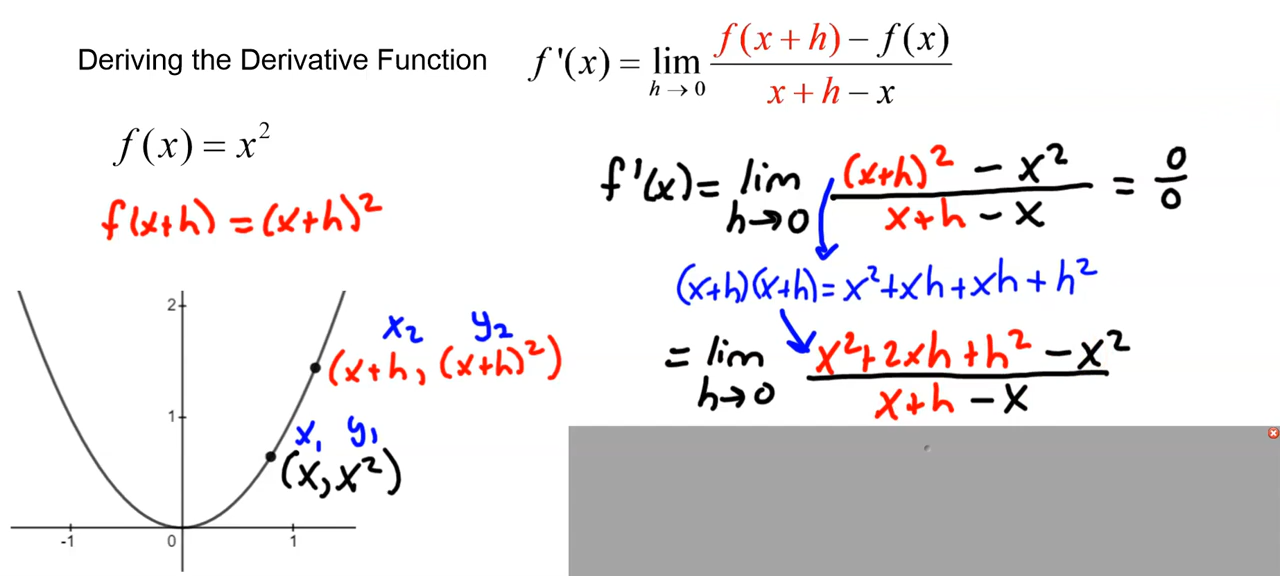 Deriving the Derivative Function f'(x) = lim h→0 f(x+h) − f(x) / x+h − x
f(x) = x²
f(x+h) = (x+h)²
f'(x) = lim h→0 (x+h)² − x² / x+h − x = 0/0
(x+h)(x+h) = x² + xh + xh + h²
= lim h→0 x² + 2xh + h² − x² / x+h − x
2
x₂ y₂
(x+h, (x+h)²)
1
x₁ y₁
(x, x²)
-1 0 1